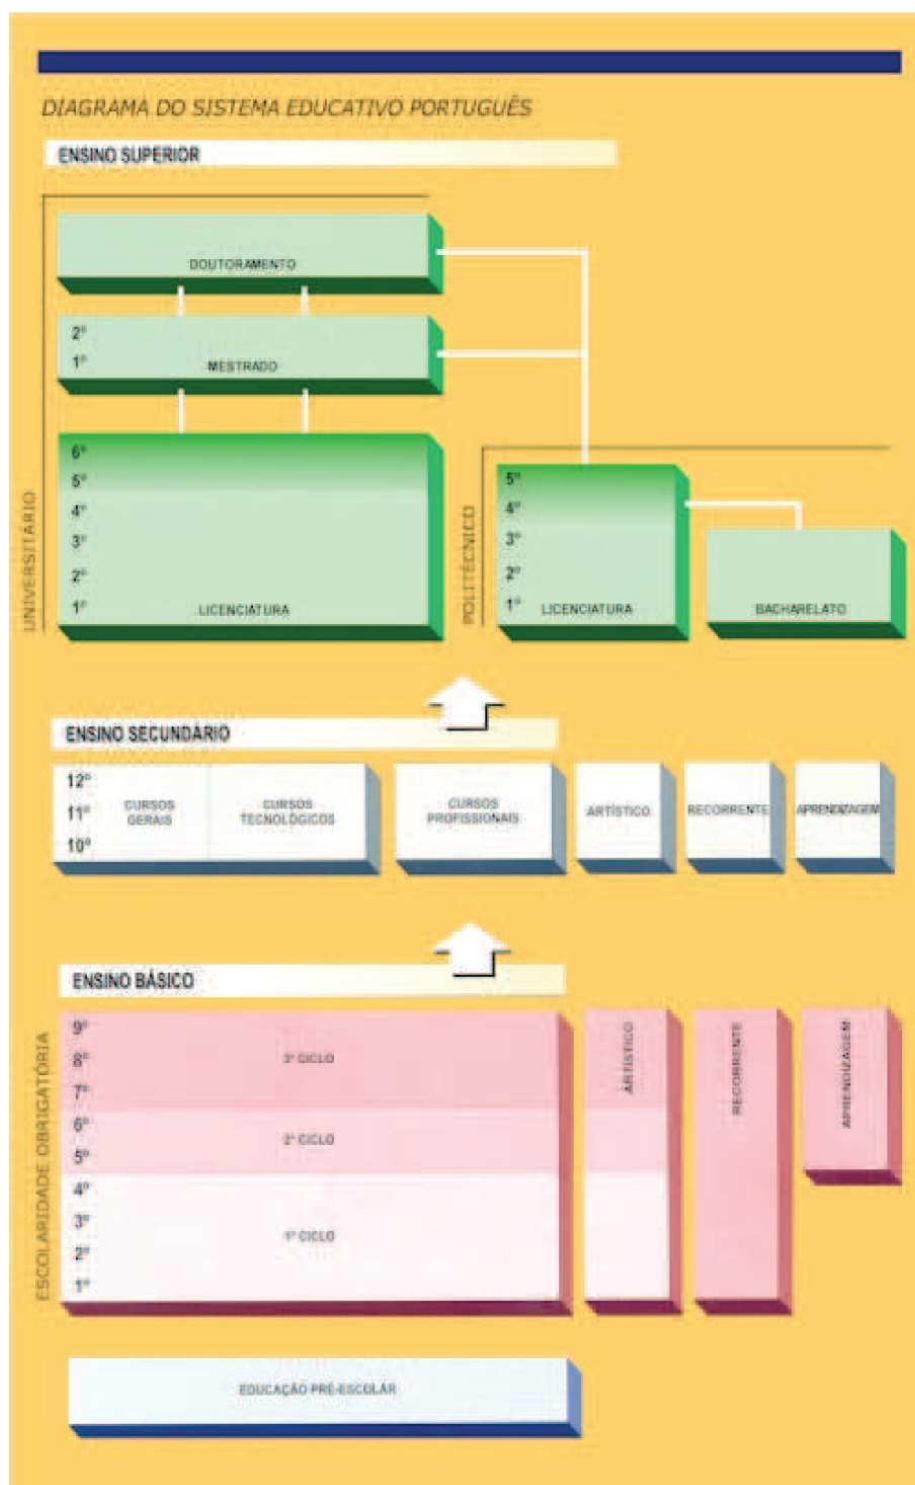 DIAGRAMA DO SISTEMA EDUCATIVO PORTUGUÊS
ENSINO SUPERIOR
UNIVERSITÁRIO
DOUTORAMENTO
2º
1º
MESTRADO
6º
5º
4º
3º
2º
1º
LICENCIATURA
POLITÉCNICO
5º
4º
3º
2º
1º
LICENCIATURA
BACHARELATO
ENSINO SECUNDÁRIO
12º
11º
10º
CURSOS
GERAIS
CURSOS
TECNOLÓGICOS
CURSOS
PROFISSIONAIS
ARTÍSTICO
RECORRENTE
APRENDIZAGEM
ENSINO BÁSICO
ESCOLARIDADE OBRIGATÓRIA
9º
8º
7º
3º CICLO
6º
5º
2º CICLO
4º
3º
2º
1º
1º CICLO
ARTÍSTICO
RECORRENTE
APRENDIZAGEM
EDUCAÇÃO PRÉ-ESCOLAR